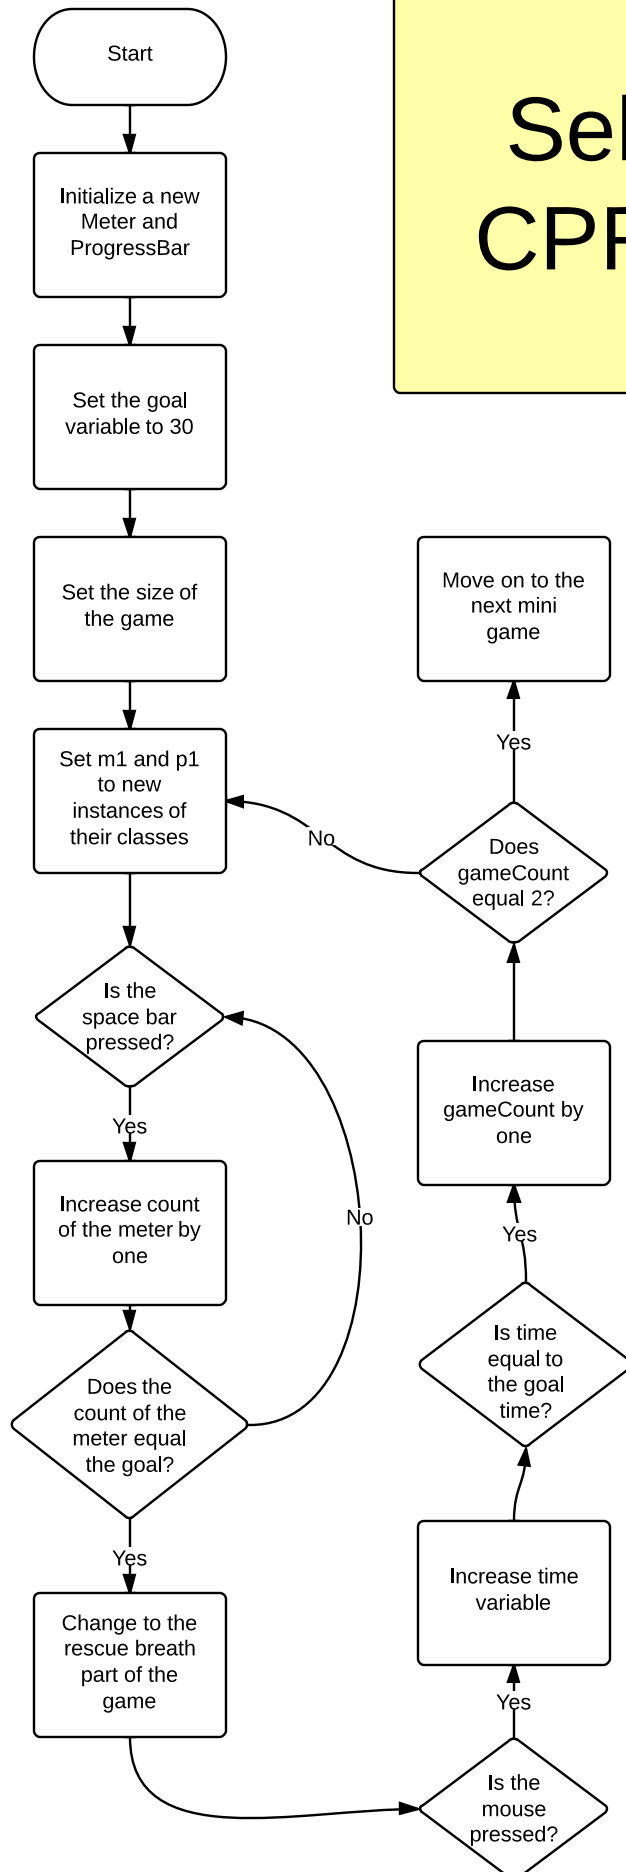 Start
Initialize a new
Meter and
ProgressBar
Set the goal
variable to 30
Set the size of
the game
Set m1 and p1
to new
instances of
their classes
Is the
space bar
pressed?
Yes
Increase count
of the meter by
one
No
Does the
count of the
meter equal
the goal?
Yes
Change to the
rescue breath
part of the
game
Is the
mouse
pressed?
Yes
Increase time
variable
Is time
equal to
the goal
time?
Yes
Increase
gameCount by
one
Does
gameCount
equal 2?
No
Yes
Move on to the
next mini
game